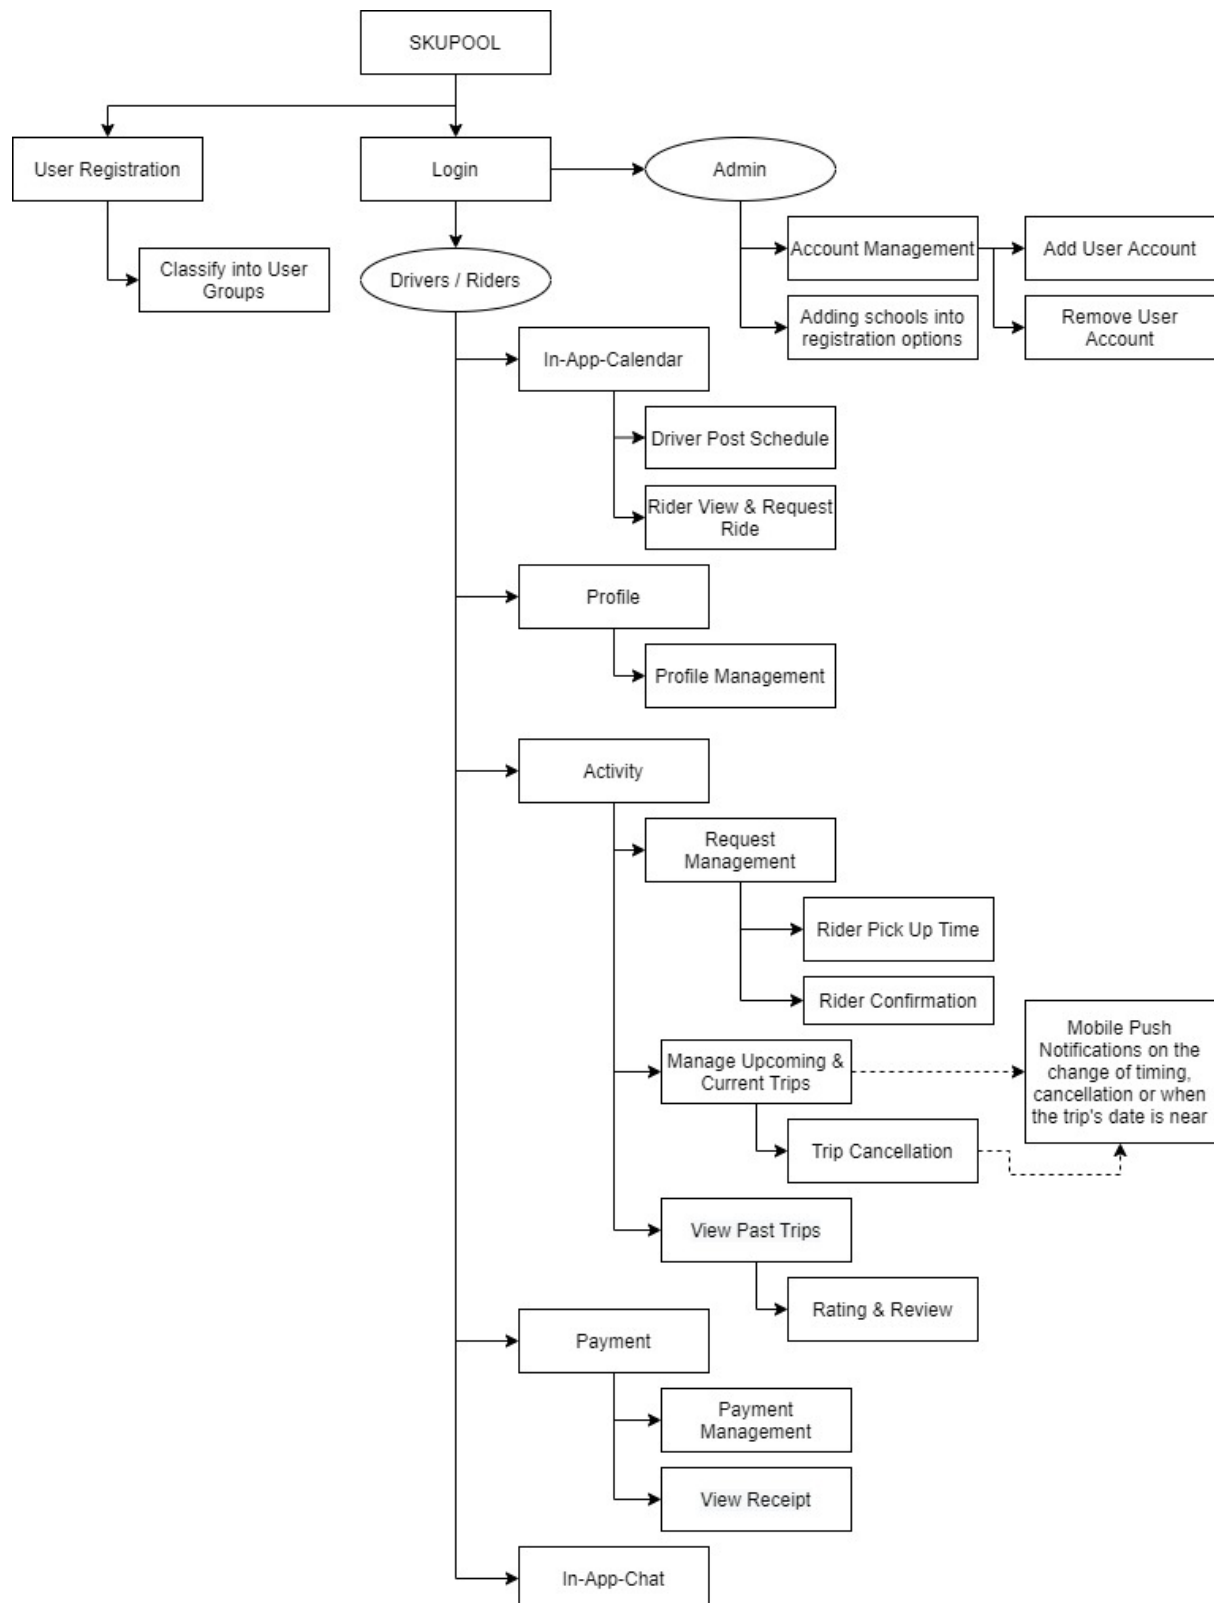 SKUPOOL
User Registration
Login
Admin
Classify into User
Groups
Drivers / Riders
Account Management
Add User Account
Adding schools into
registration options
Remove User
Account
In-App-Calendar
Driver Post Schedule
Rider View & Request
Ride
Profile
Profile Management
Activity
Request
Management
Rider Pick Up Time
Rider Confirmation
Manage Upcoming &
Current Trips
Mobile Push
Notifications on the
change of timing,
cancellation or when
the trip's date is near
Trip Cancellation
View Past Trips
Rating & Review
Payment
Payment
Management
View Receipt
In-App-Chat